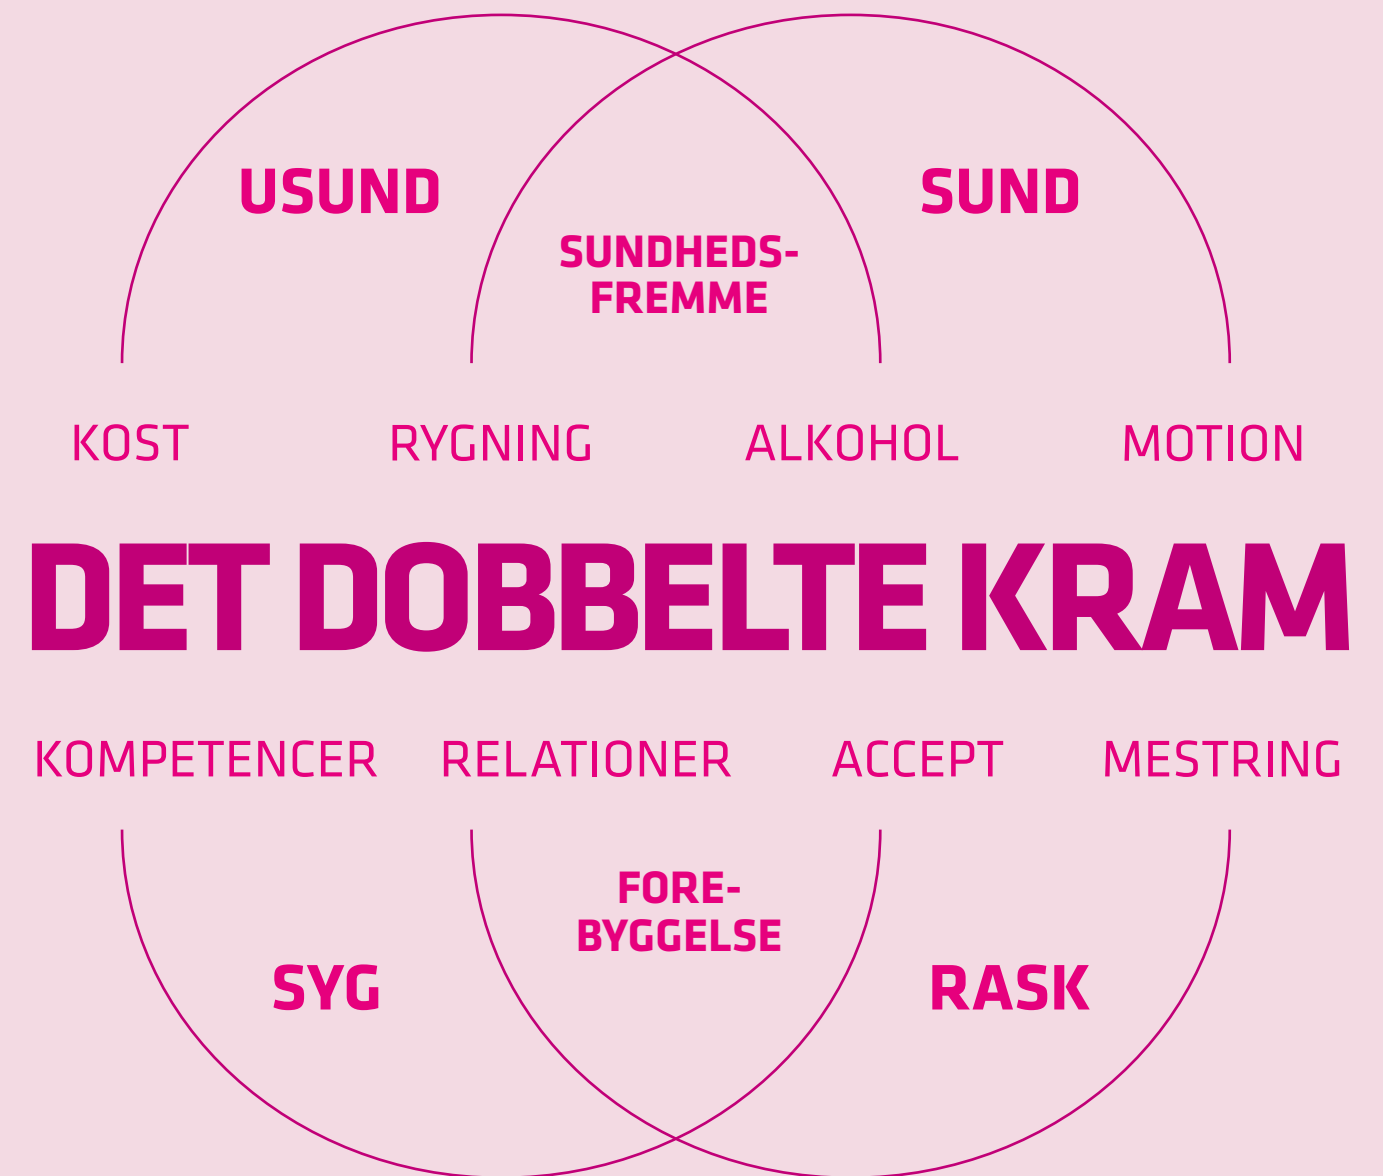 USUND
SUND
SUNDHEDS-
FREMME
KOST RYGNING ALKOHOL MOTION
DET DOBBELTE KRAM
KOMPETENCER RELATIONER ACCEPT MESTRING
FORE-
BYGGELSE
SYG
RASK